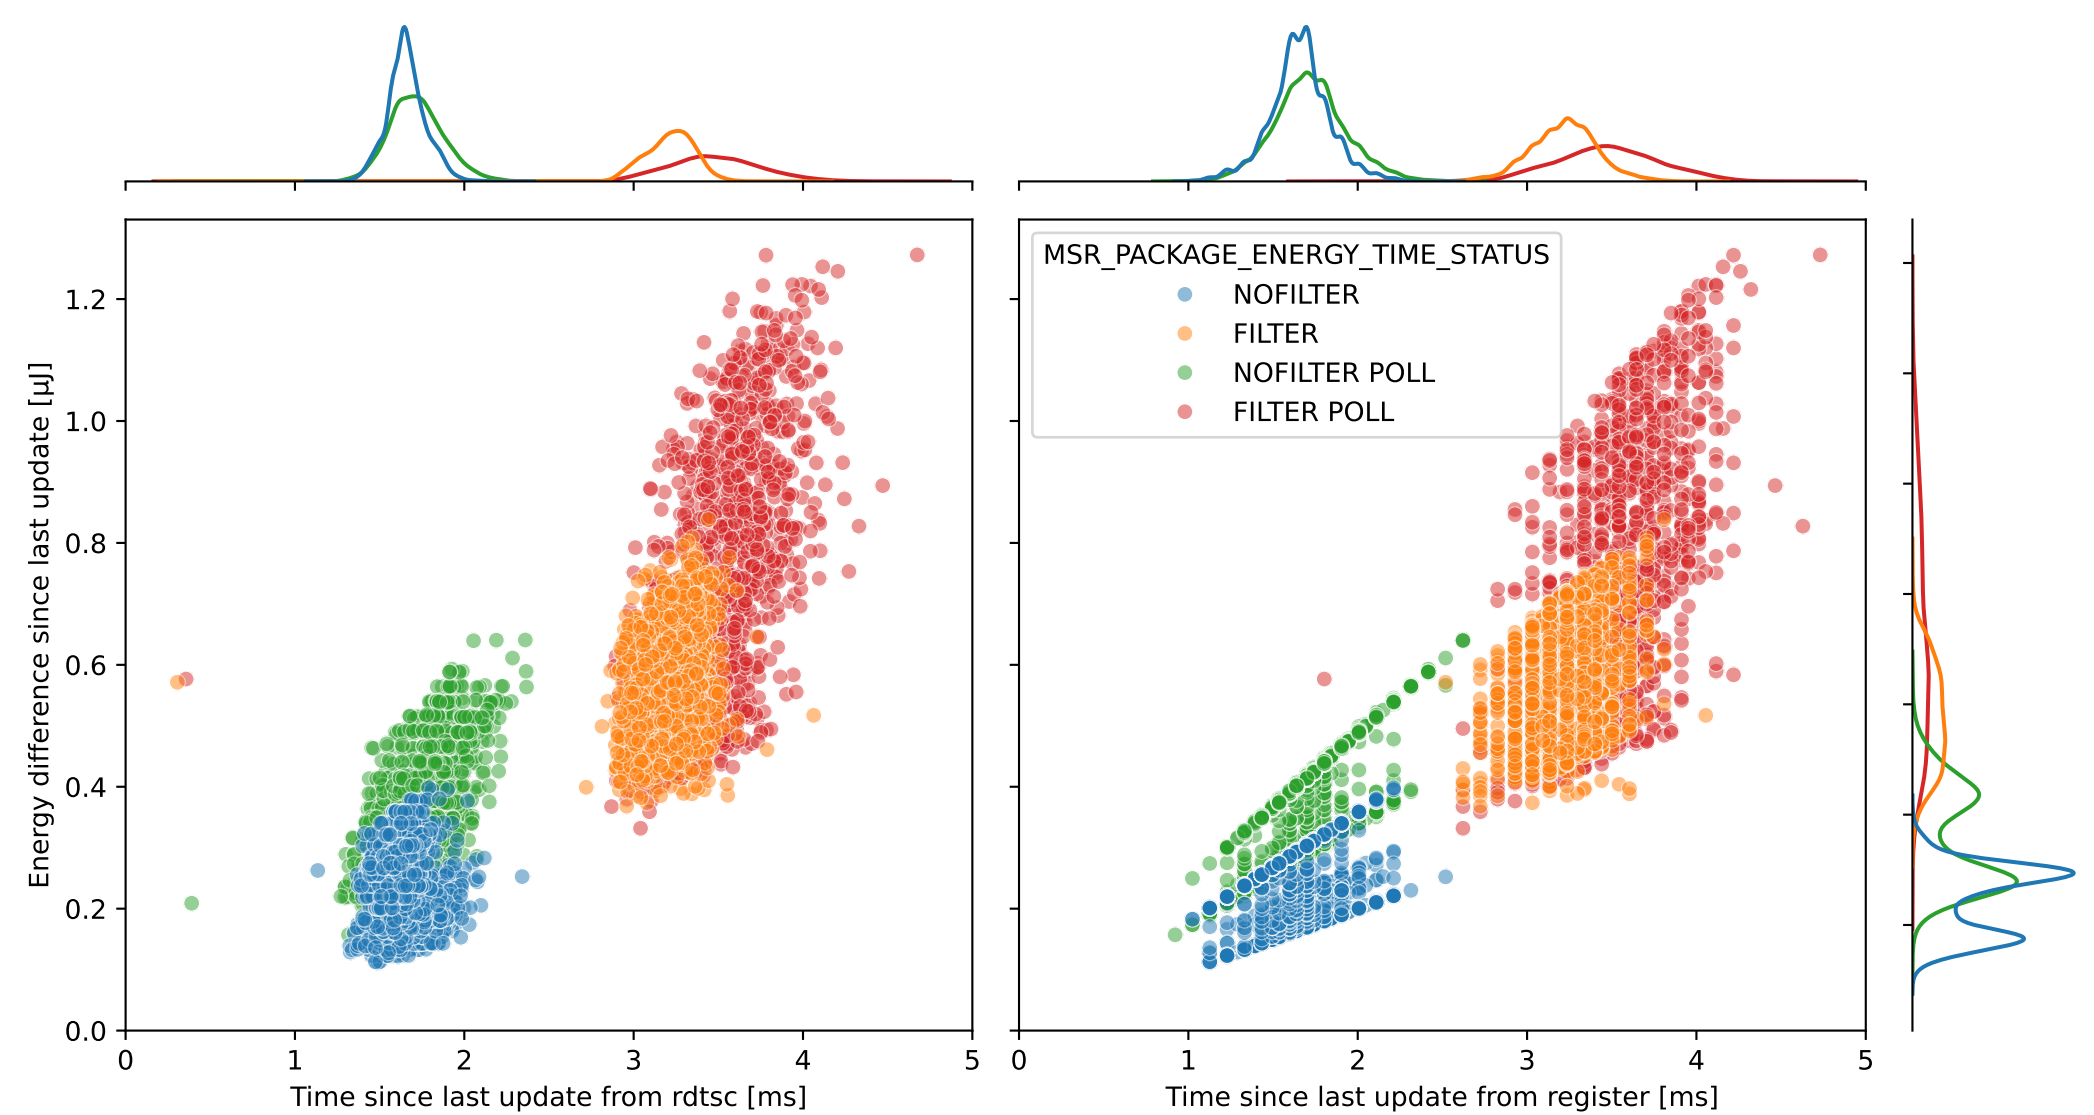 MSR_PACKAGE_ENERGY_TIME_STATUS
NOFILTER
FILTER
NOFILTER POLL
FILTER POLL
Energy difference since last update [µJ]
1.2
1.0
0.8
0.6
0.4
0.2
0.0
0 1 2 3 4 5
0 1 2 3 4 5
Time since last update from rdtsc [ms]
Time since last update from register [ms]